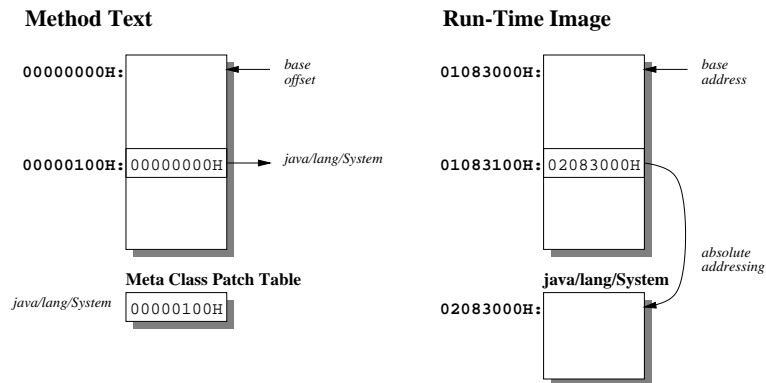 Method Text
00000000H:
base
offset
00000100H: 00000000H
java/lang/System
Meta Class Patch Table
java/lang/System 00000100H
Run-Time Image
01083000H:
base
address
01083100H: 02083000H
absolute
addressing
java/lang/System
02083000H: